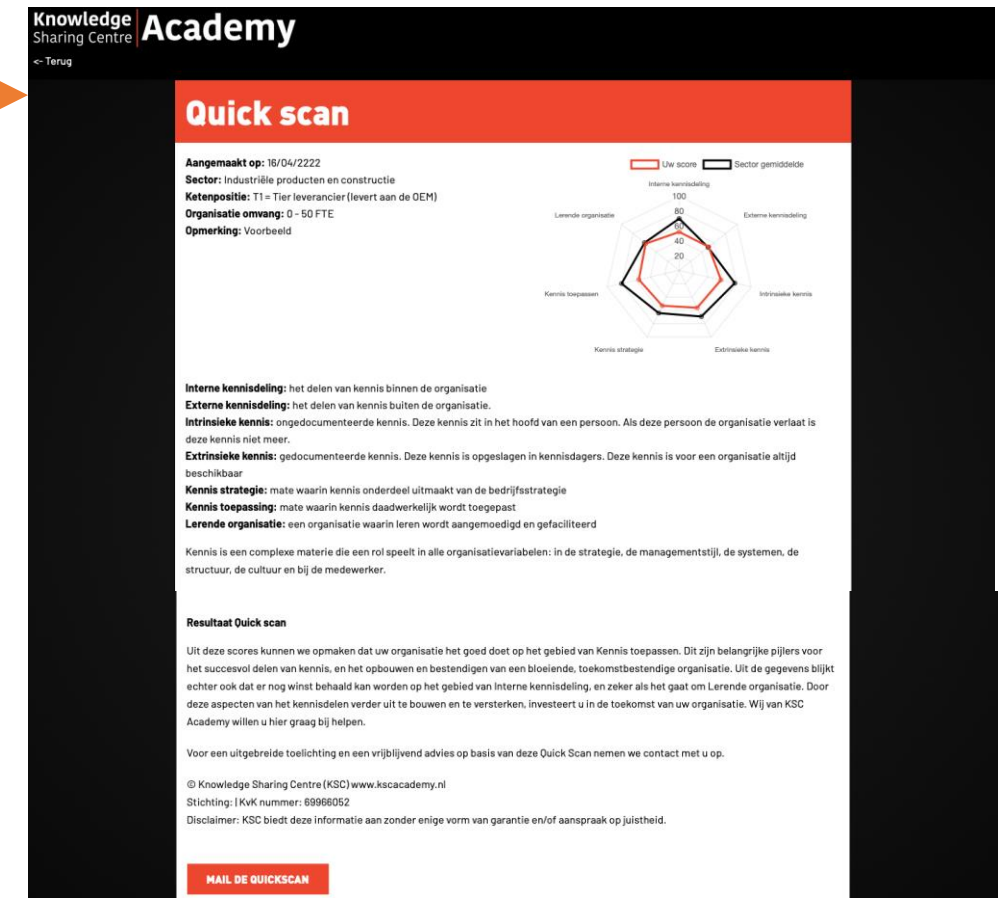 Knowledge
Sharing Centre
Academy
<- Terug
Quick scan
Aangemaakt op: 16/04/2222
Sector: Industriële producten en constructie
Ketenpositie: T1 = Tier leverancier (levert aan de OEM)
Organisatie omvang: 0 - 50 FTE
Opmerking: Voorbeeld
Uw score
Sector gemiddelde
Interne kennisdeling
100
80
60
40
20
Lerende organisatie
Externe kennisdeling
Kennis toepassen
Intrinsieke kennis
Kennis strategie
Extrinsieke kennis
Interne kennisdeling: het delen van kennis binnen de organisatie
Externe kennisdeling: het delen van kennis buiten de organisatie.
Intrinsieke kennis: ongedocumenteerde kennis. Deze kennis zit in het hoofd van een persoon. Als deze persoon de organisatie verlaat is
deze kennis niet meer.
Extrinsieke kennis: gedocumenteerde kennis. Deze kennis is opgeslagen in kennisdagers. Deze kennis is voor een organisatie altijd
beschikbaar
Kennis strategie: mate waarin kennis onderdeel uitmaakt van de bedrijfsstrategie
Kennis toepassing: mate waarin kennis daadwerkelijk wordt toegepast
Lerende organisatie: een organisatie waarin leren wordt aangemoedigd en gefaciliteerd
Kennis is een complexe materie die een rol speelt in alle organisatievariabelen: in de strategie, de managementstijl, de systemen, de
structuur, de cultuur en bij de medewerker.
Resultaat Quick scan
Uit deze scores kunnen we opmaken dat uw organisatie het goed doet op het gebied van Kennis toepassen. Dit zijn belangrijke pijlers voor
het succesvol delen van kennis, en het opbouwen en bestendigen van een bloeiende, toekomstbestendige organisatie. Uit de gegevens blijkt
echter ook dat er nog winst behaald kan worden op het gebied van Interne kennisdeling, en zeker als het gaat om Lerende organisatie. Door
deze aspecten van het kennisdelen verder uit te bouwen en te versterken, investeert u in de toekomst van uw organisatie. Wij van KSC
Academy willen u hier graag bij helpen.
Voor een uitgebreide toelichting en een vrijblijvend advies op basis van deze Quick Scan nemen we contact met u op.
© Knowledge Sharing Centre (KSC) www.kscacademy.nl
Stichting: | KvK nummer: 69966052
Disclaimer: KSC biedt deze informatie aan zonder enige vorm van garantie en/of aanspraak op juistheid.
MAIL DE QUICKSCAN